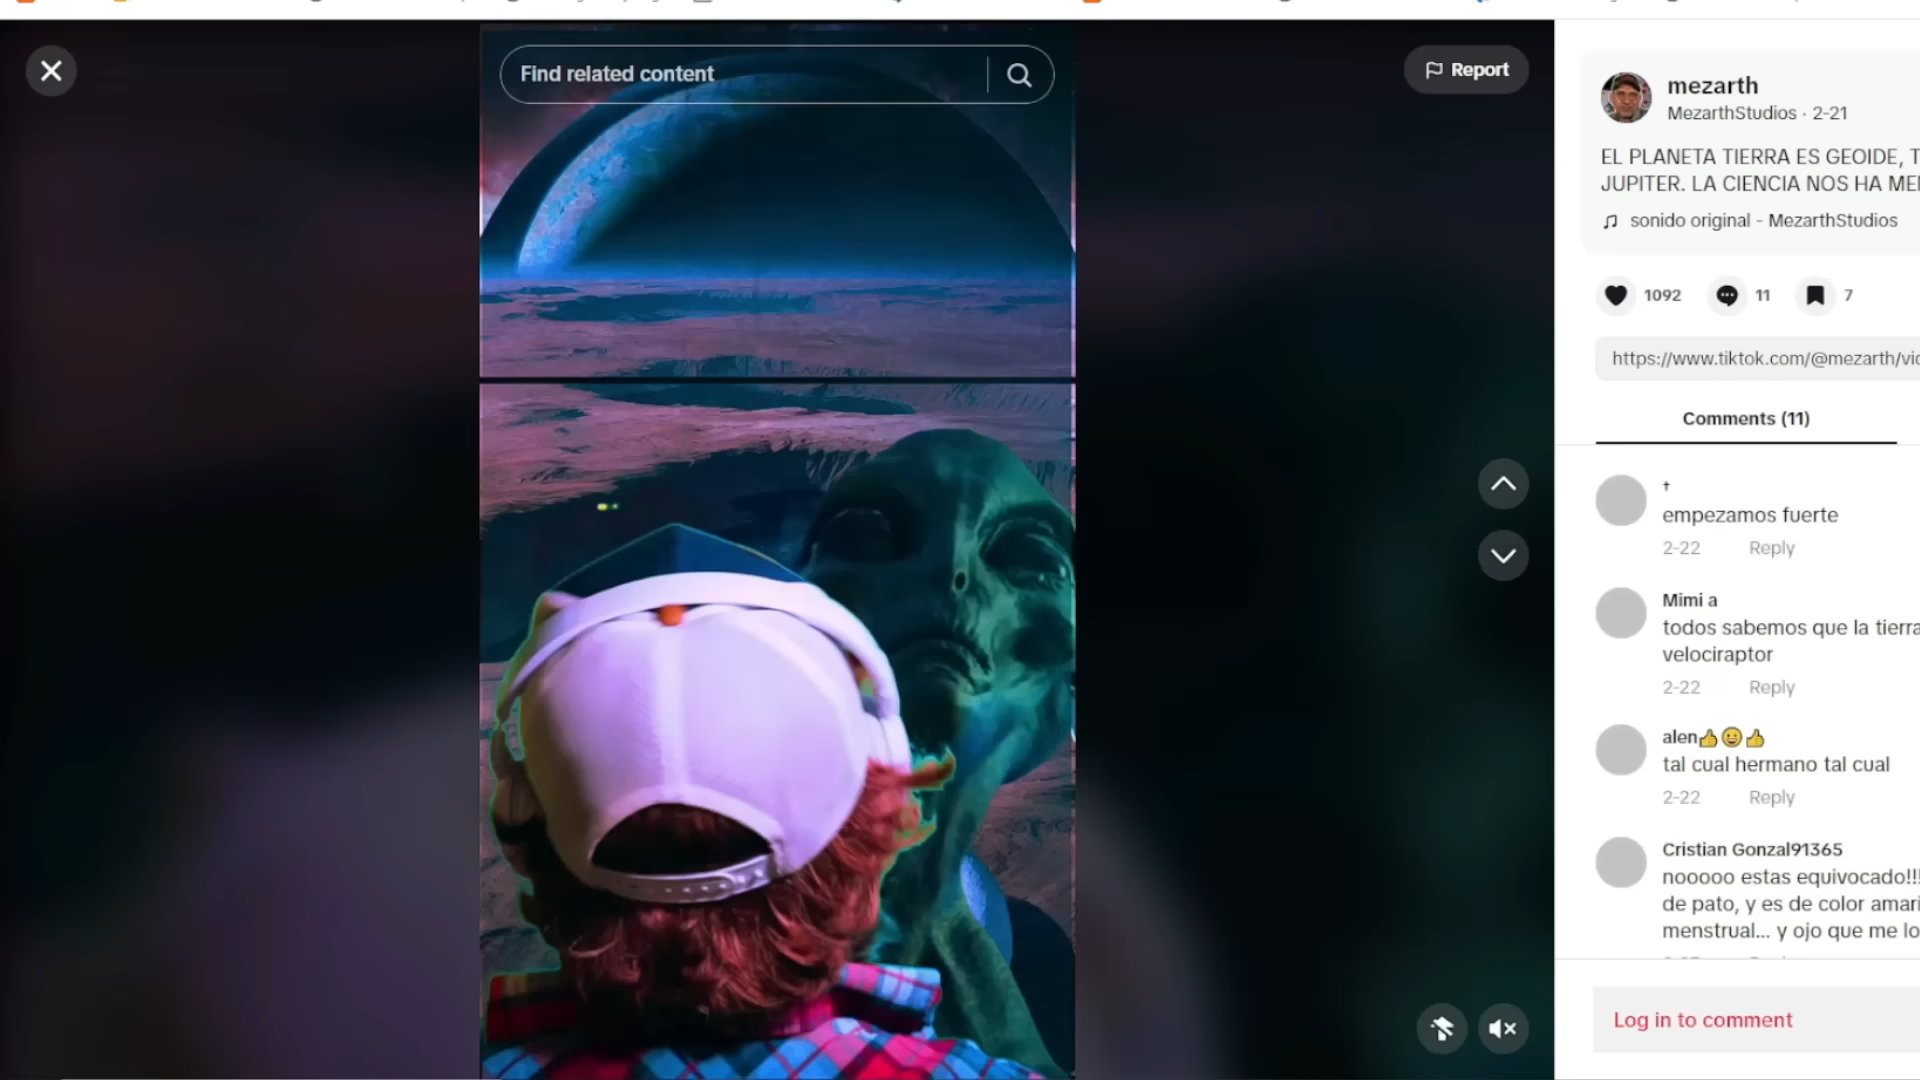 Find related content
Report
mezarth
MezarthStudios · 2-21
EL PLANETA TIERRA ES GEOIDE, T
JUPITER. LA CIENCIA NOS HA ME
sonido original - MezarthStudios
1092
11
7
https://www.tiktok.com/@mezarth/vid
Comments (11)
†
empezamos fuerte
2-22 Reply
Mimi a
todos sabemos que la tierra
velociraptor
2-22 Reply
alen👍😃👍
tal cual hermano tal cual
2-22 Reply
Cristian Gonzal91365
nooooo estas equivocado!!!
de pato, y es de color amari
menstrual... y ojo que me lo
Log in to comment